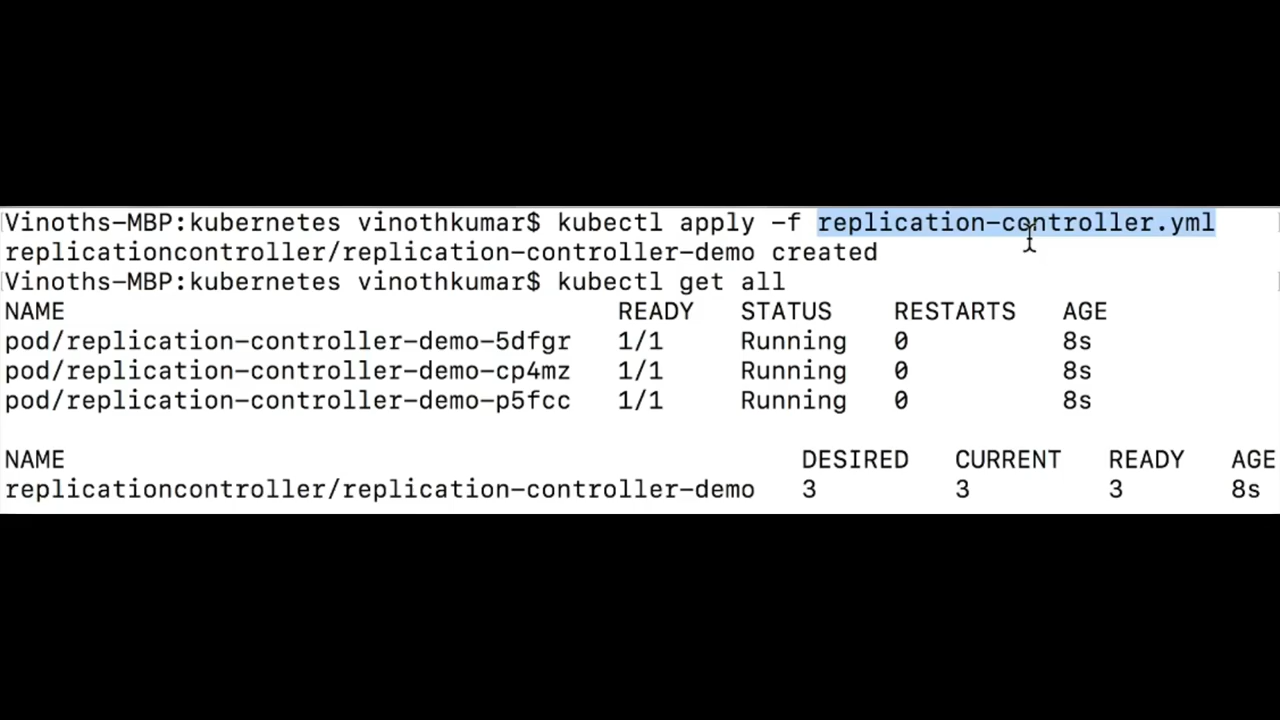 Vinoths-MBP:kubernetes vinothkumar$ kubectl apply -f replication-controller.yml
replicationcontroller/replication-controller-demo created
Vinoths-MBP:kubernetes vinothkumar$ kubectl get all
NAME READY STATUS RESTARTS AGE
pod/replication-controller-demo-5dfgr 1/1 Running 0 8s
pod/replication-controller-demo-cp4mz 1/1 Running 0 8s
pod/replication-controller-demo-p5fcc 1/1 Running 0 8s
NAME DESIRED CURRENT READY AGE
replicationcontroller/replication-controller-demo 3 3 3 8s